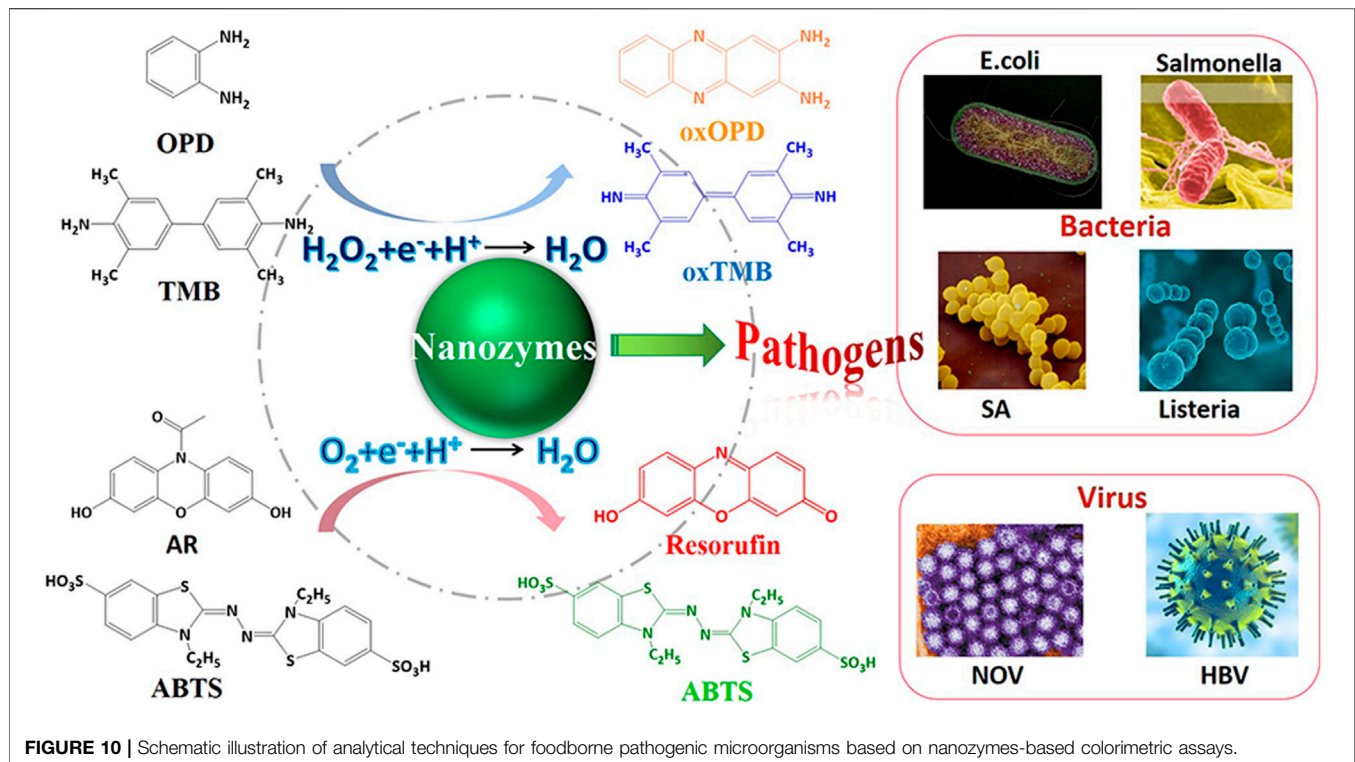 NH₂
NH₂
OPD
N
N
NH₂
NH₂
oxOPD
H₃C
CH₃
H₂N
NH₂
H₃C
CH₃
TMB
H₃C
CH₃
HN
NH
H₃C
CH₃
oxTMB
H₂O₂+e⁻+H⁺ → H₂O
Nanozymes
Pathogens
O₂+e⁻+H⁺ → H₂O
O
N
HO
O
OH
AR
N
HO
O
O
Resorufin
HO₃S
S
C₂H₅
N
N
N
N
C₂H₅
S
SO₃H
ABTS
HO₃S
S
C₂H₅
N
N
N
N
C₂H₅
S
SO₃H
ABTS
E.coli
Salmonella
Bacteria
SA
Listeria
Virus
NOV
HBV
FIGURE 10 | Schematic illustration of analytical techniques for foodborne pathogenic microorganisms based on nanozymes-based colorimetric assays.